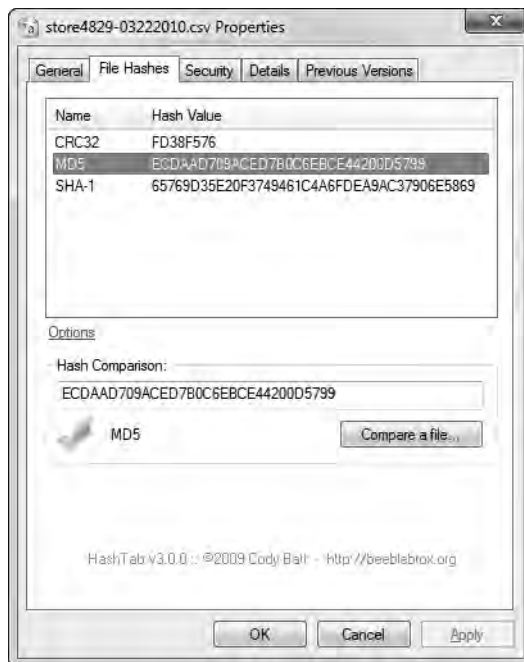 store4829-03222010.csv Properties
General File Hashes Security Details Previous Versions
Name Hash Value
CRC32 FD38F576
MD5 ECDAAD709ACED7B0C6EBCE44200D5799
SHA-1 65769D35E20F3749461C4A6FDEA9AC37906E5869
Options
Hash Comparison:
ECDAAD709ACED7B0C6EBCE44200D5799
MD5 Compare a file...
HashTab v3.0.0 :: ©2009 Cody Batt - http://beeblebrox.org
OK Cancel Apply